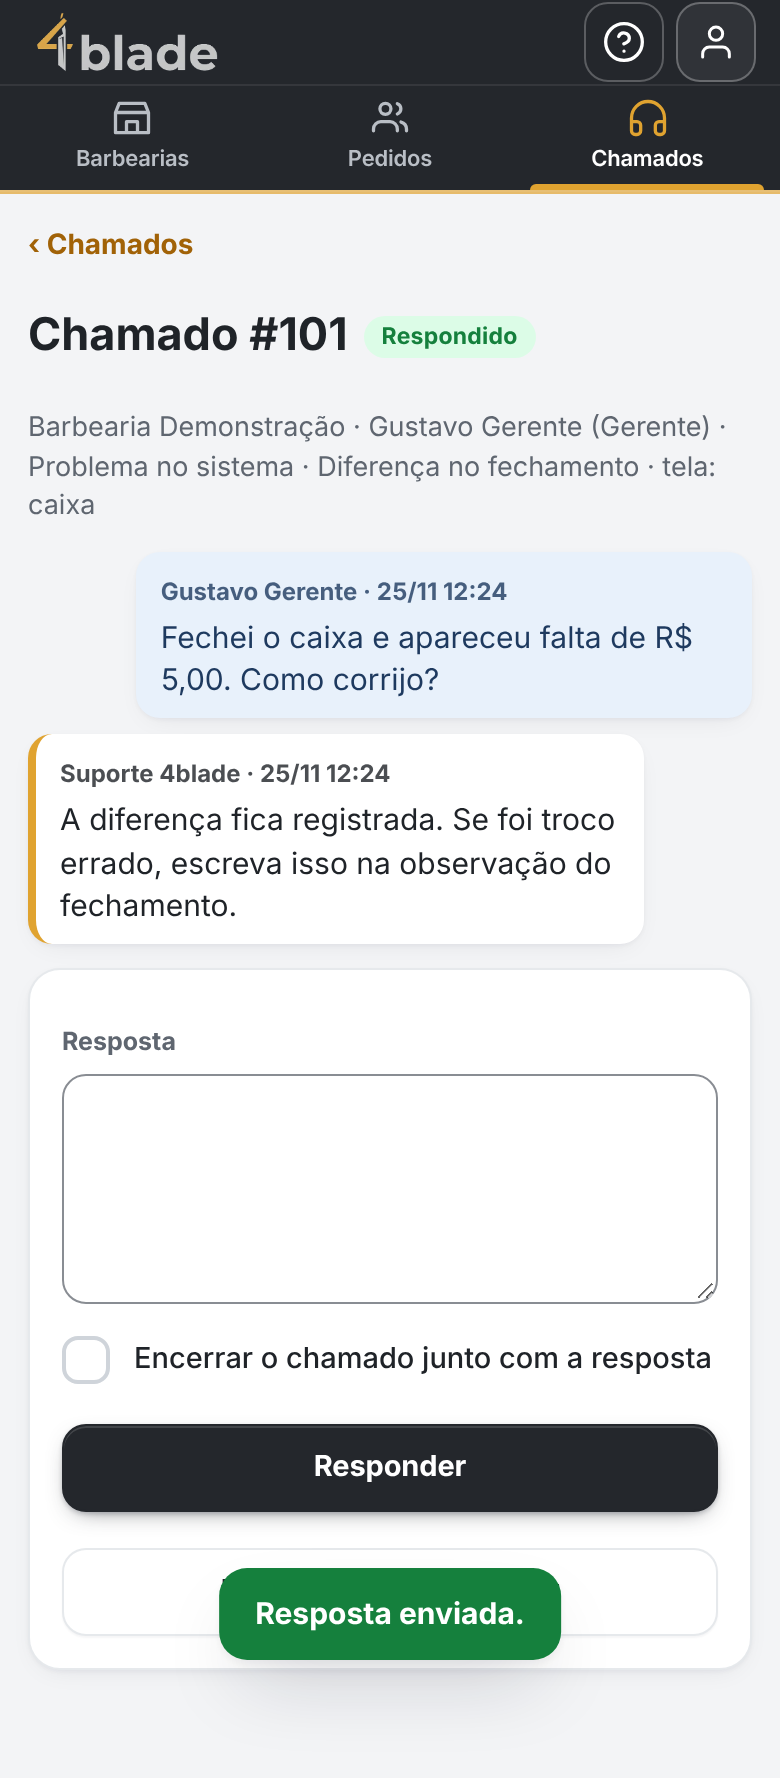 4blade
Barbearias
Pedidos
Chamados
‹ Chamados
Chamado #101
Respondido
Barbearia Demonstração · Gustavo Gerente (Gerente) ·
Problema no sistema · Diferença no fechamento · tela:
caixa
Gustavo Gerente · 25/11 12:24
Fechei o caixa e apareceu falta de R$
5,00. Como corrijo?
Suporte 4blade · 25/11 12:24
A diferença fica registrada. Se foi troco
errado, escreva isso na observação do
fechamento.
Resposta
Encerrar o chamado junto com a resposta
Responder
Resposta enviada.